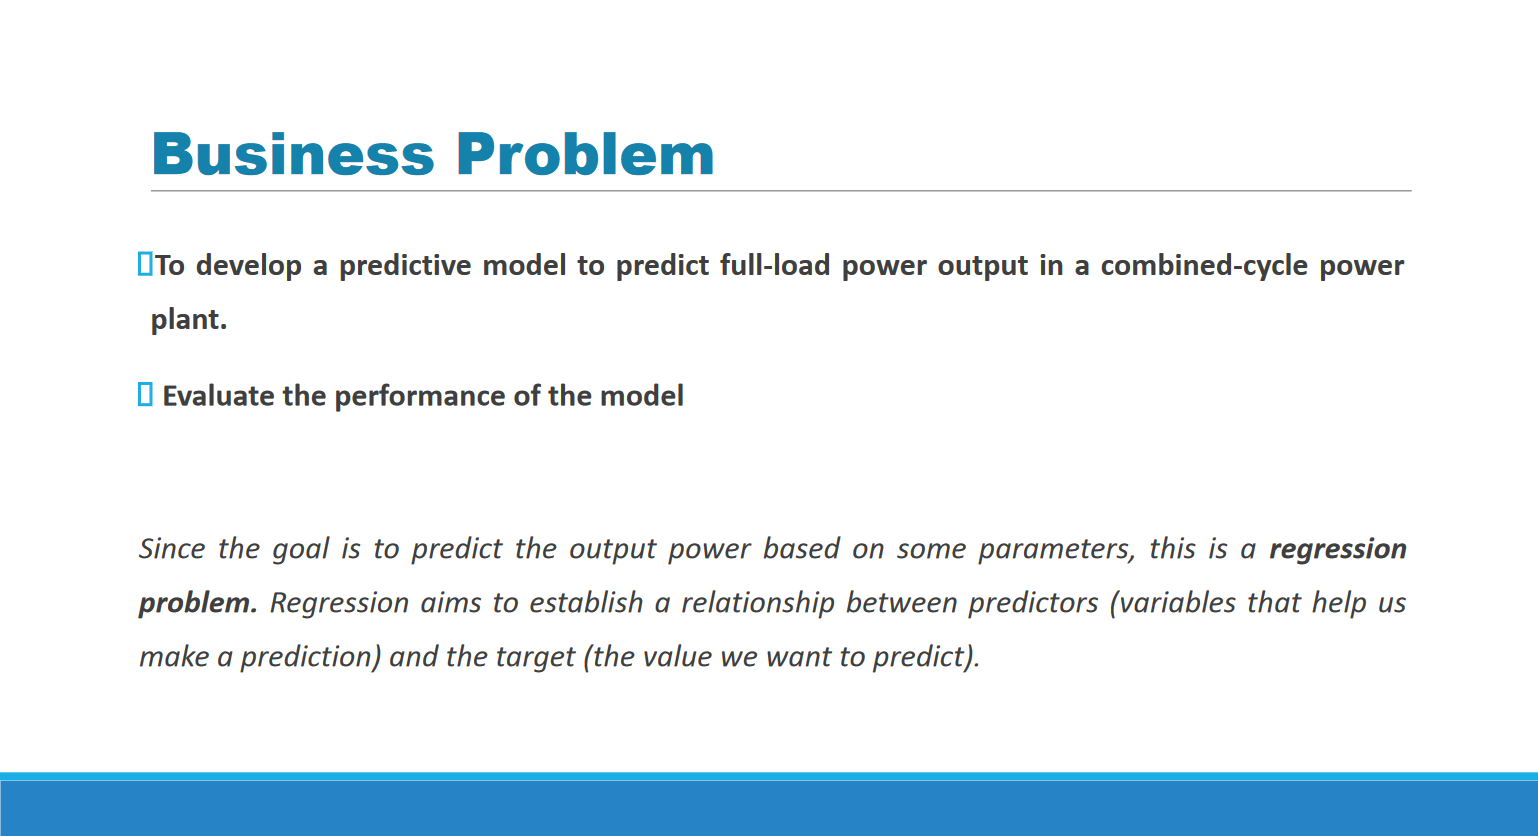 Business Problem
To develop a predictive model to predict full-load power output in a combined-cycle power
plant.
Evaluate the performance of the model
Since the goal is to predict the output power based on some parameters, this is a regression
problem. Regression aims to establish a relationship between predictors (variables that help us
make a prediction) and the target (the value we want to predict).